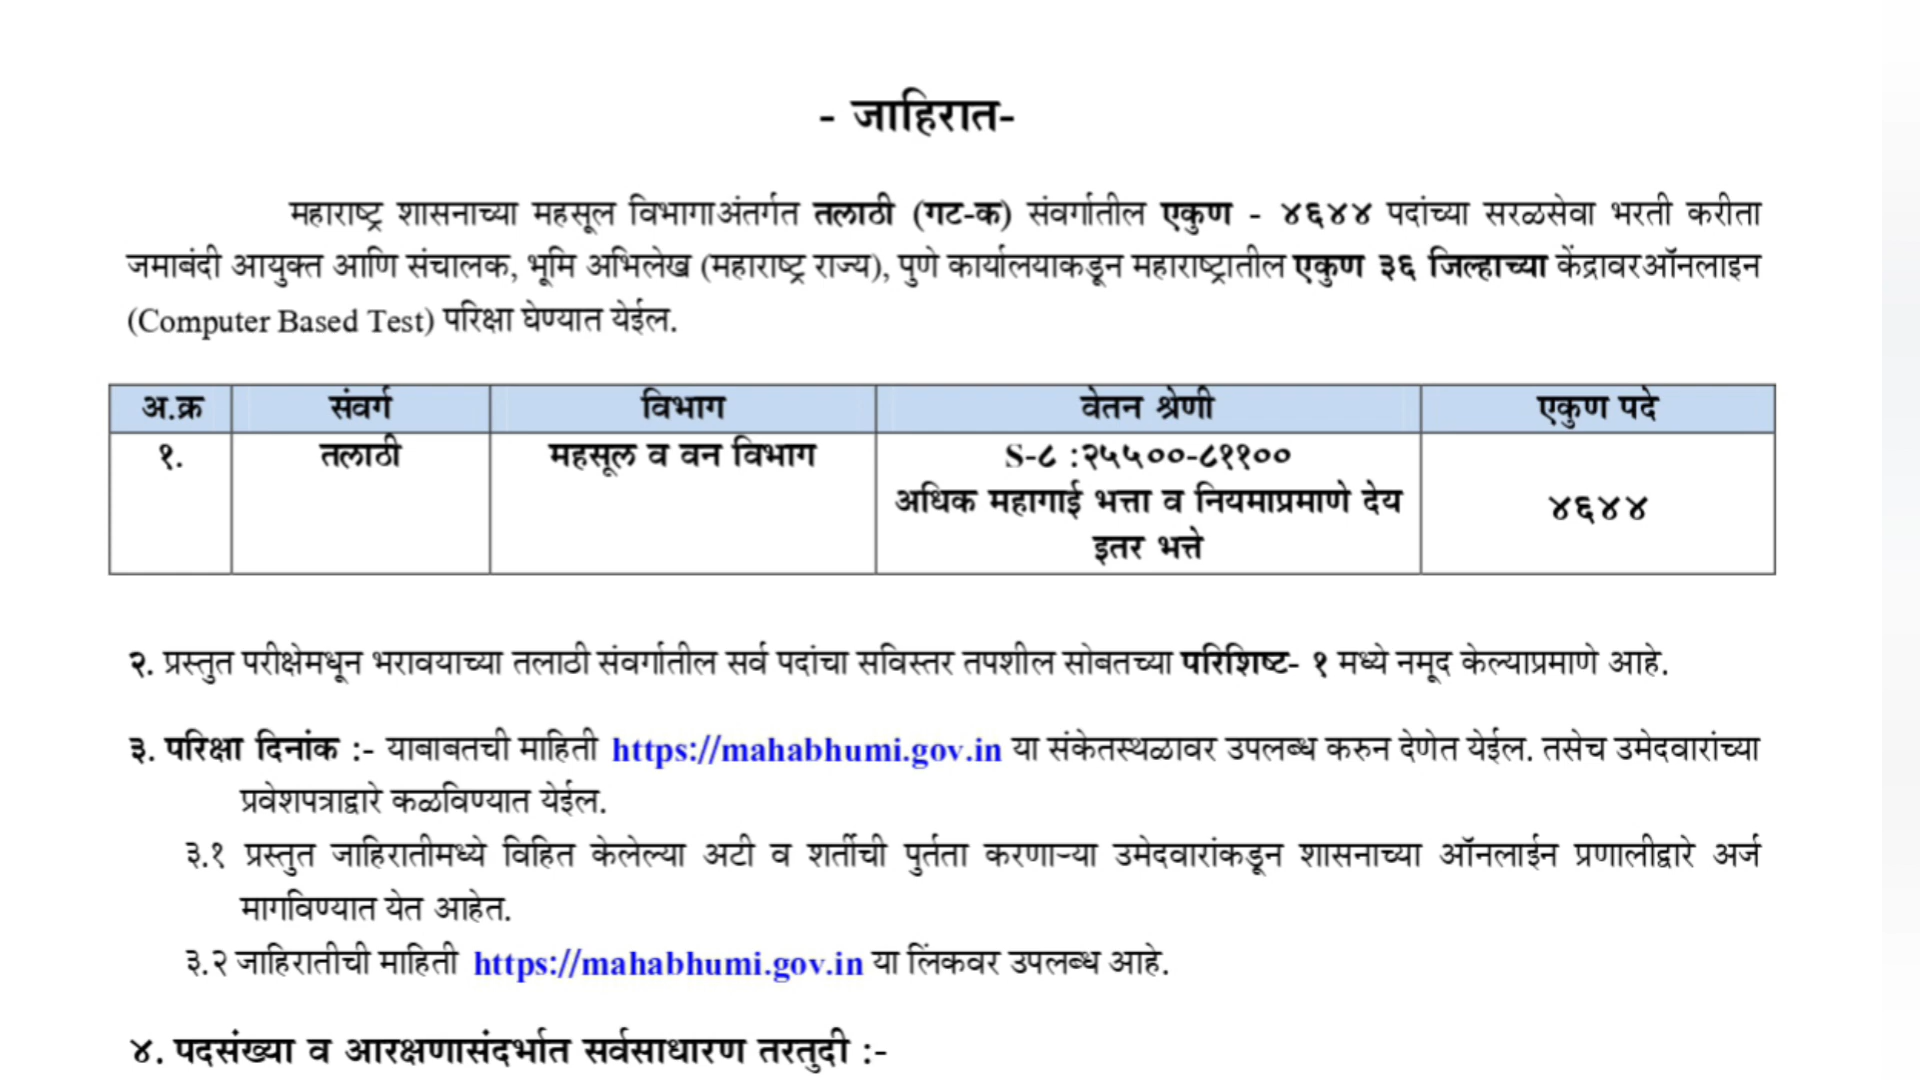 - जाहिरात-
महाराष्ट्र शासनाच्या महसूल विभागाअंतर्गत तलाठी (गट-क) संवर्गातील एकुण - ४६४४ पदांच्या सरळसेवा भरती करीता
जमाबंदी आयुक्त आणि संचालक, भूमि अभिलेख (महाराष्ट्र राज्य), पुणे कार्यालयाकडून महाराष्ट्रातील एकुण ३६ जिल्हाच्या केंद्रावरऑनलाइन
(Computer Based Test) परिक्षा घेण्यात येईल.
अ.क्र संवर्ग विभाग वेतन श्रेणी एकुण पदे
१. तलाठी महसूल व वन विभाग S-८ :२५५००-८११००
अधिक महागाई भत्ता व नियमाप्रमाणे देय
४६४४
इतर भत्ते
२. प्रस्तुत परीक्षेमधून भरावयाच्या तलाठी संवर्गातील सर्व पदांचा सविस्तर तपशील सोबतच्या परिशिष्ट- १ मध्ये नमूद केल्याप्रमाणे आहे.
३. परिक्षा दिनांक :- याबाबतची माहिती https://mahabhumi.gov.in या संकेतस्थळावर उपलब्ध करुन देणेत येईल. तसेच उमेदवारांच्या
प्रवेशपत्राद्वारे कळविण्यात येईल.
३.१ प्रस्तुत जाहिरातीमध्ये विहित केलेल्या अटी व शर्तीची पुर्तता करणाऱ्या उमेदवारांकडून शासनाच्या ऑनलाईन प्रणालीद्वारे अर्ज
मागविण्यात येत आहेत.
३.२ जाहिरातीची माहिती https://mahabhumi.gov.in या लिंकवर उपलब्ध आहे.
४. पदसंख्या व आरक्षणासंदर्भात सर्वसाधारण तरतुदी :-